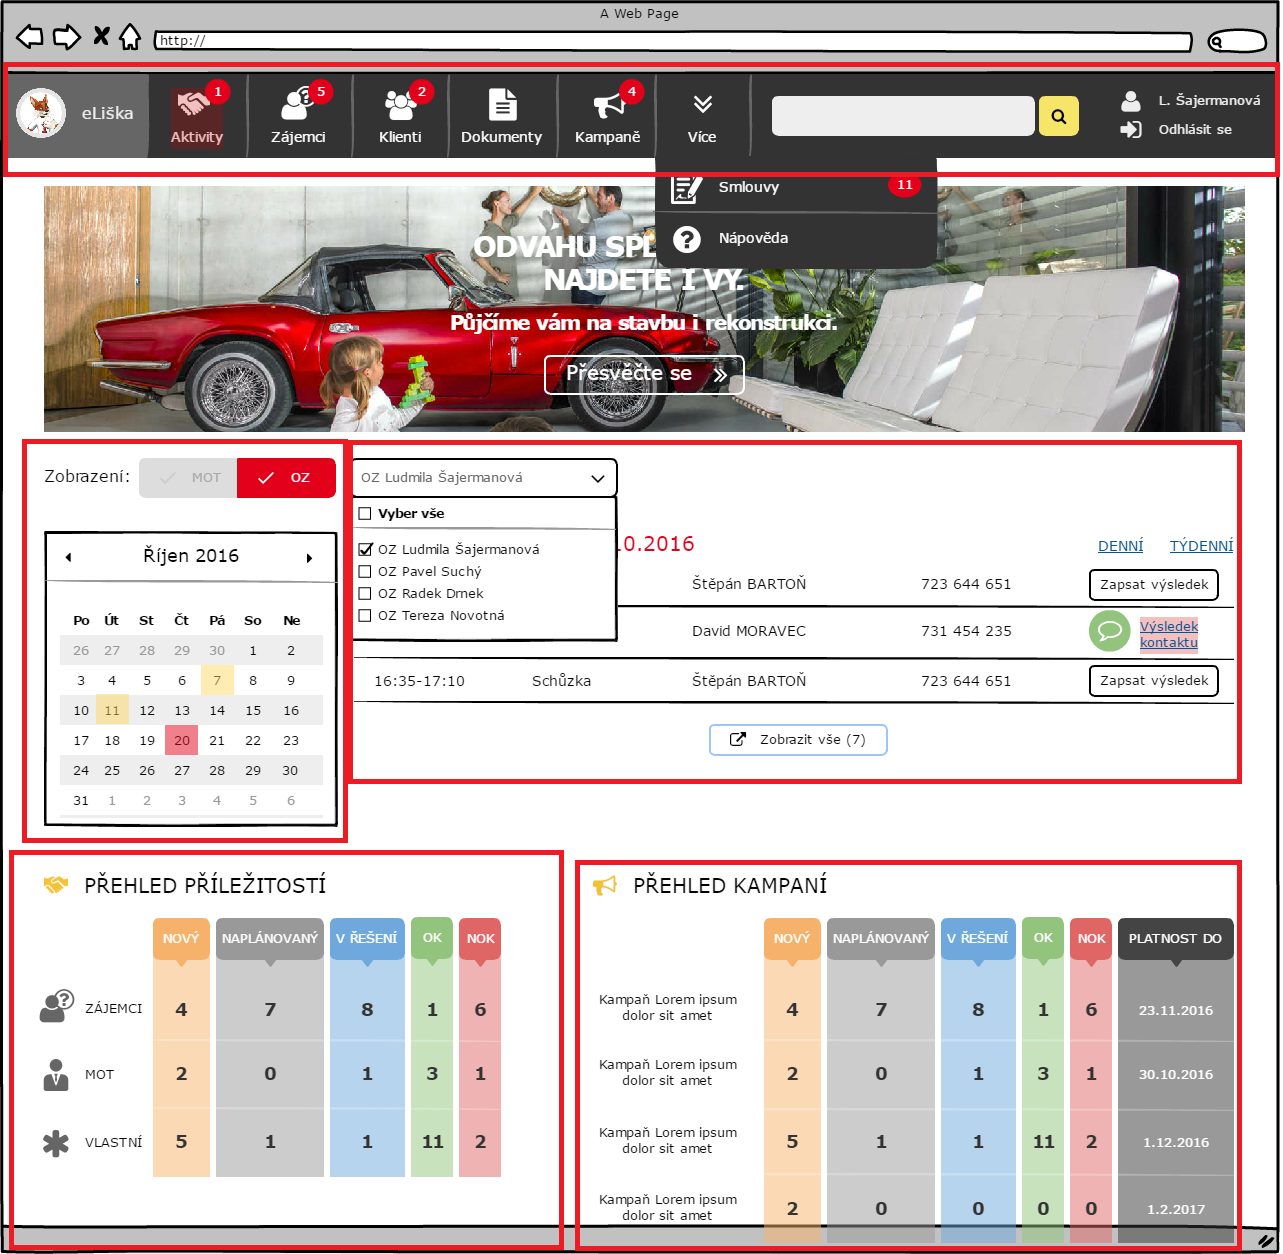 A Web Page
http://
eLiška
1
Aktivity
5
Zájemci
2
Klienti
Dokumenty
4
Kampaně
Více
L. Šajermanová
Odhlásit se
Smlouvy
11
Nápověda
ODVAHU SPL
NAJDETE I VY.
Půjčíme vám na stavbu i rekonstrukci.
Přesvěčte se
Zobrazení:
MOT
OZ
Říjen 2016
Po Út St Čt Pá So Ne
26 27 28 29 30 1 2
3 4 5 6 7 8 9
10 11 12 13 14 15 16
17 18 19 20 21 22 23
24 25 26 27 28 29 30
31 1 2 3 4 5 6
OZ Ludmila Šajermanová
Vyber vše
OZ Ludmila Šajermanová
OZ Pavel Suchý
OZ Radek Drnek
OZ Tereza Novotná
10.2016
DENNÍ TÝDENNÍ
Štěpán BARTOŇ 723 644 651 Zapsat výsledek
David MORAVEC 731 454 235 Výsledek
kontaktu
16:35-17:10 Schůzka Štěpán BARTOŇ 723 644 651 Zapsat výsledek
Zobrazit vše (7)
PŘEHLED PŘÍLEŽITOSTÍ
NOVÝ NAPLÁNOVANÝ V ŘEŠENÍ OK NOK
ZÁJEMCI 4 7 8 1 6
MOT 2 0 1 3 1
VLASTNÍ 5 1 1 11 2
PŘEHLED KAMPANÍ
NOVÝ NAPLÁNOVANÝ V ŘEŠENÍ OK NOK PLATNOST DO
Kampaň Lorem ipsum
dolor sit amet 4 7 8 1 6 23.11.2016
Kampaň Lorem ipsum
dolor sit amet 2 0 1 3 1 30.10.2016
Kampaň Lorem ipsum
dolor sit amet 5 1 1 11 2 1.12.2016
Kampaň Lorem ipsum
dolor sit amet 2 0 0 0 0 1.2.2017